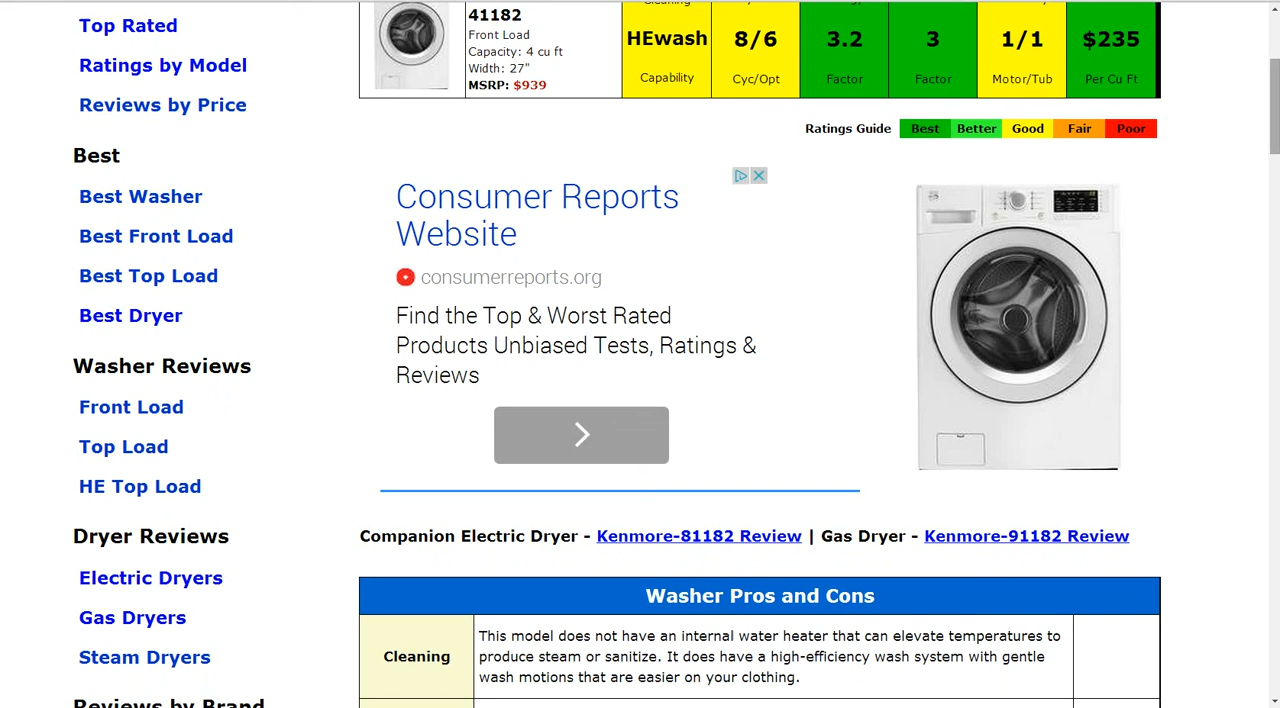 Top Rated
Ratings by Model
Reviews by Price
Best
Best Washer
Best Front Load
Best Top Load
Best Dryer
Washer Reviews
Front Load
Top Load
HE Top Load
Dryer Reviews
Electric Dryers
Gas Dryers
Steam Dryers
Reviews by Brand
41182
Front Load
Capacity: 4 cu ft
Width: 27"
MSRP: $939
HEwash
Capability
8/6
Cyc/Opt
3.2
Factor
3
Factor
1/1
Motor/Tub
$235
Per Cu Ft
Ratings Guide Best Better Good Fair Poor
Consumer Reports
Website
consumerreports.org
Find the Top & Worst Rated
Products Unbiased Tests, Ratings &
Reviews
Companion Electric Dryer - Kenmore-81182 Review | Gas Dryer - Kenmore-91182 Review
Washer Pros and Cons
Cleaning
This model does not have an internal water heater that can elevate temperatures to
produce steam or sanitize. It does have a high-efficiency wash system with gentle
wash motions that are easier on your clothing.